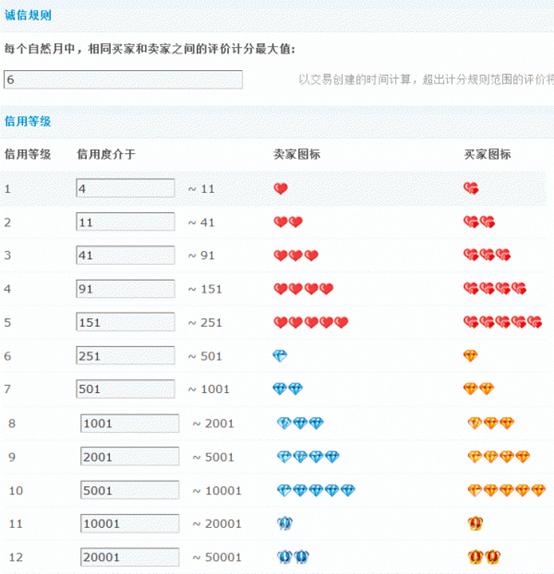 诚信规则
每个自然月中，相同买家和卖家之间的评价计分最大值:
6 以交易创建的时间计算，超出计分规则范围的评价将
信用等级
信用等级 信用度介于 卖家图标 买家图标
1 4 ~ 11
2 11 ~ 41
3 41 ~ 91
4 91 ~ 151
5 151 ~ 251
6 251 ~ 501
7 501 ~ 1001
8 1001 ~ 2001
9 2001 ~ 5001
10 5001 ~ 10001
11 10001 ~ 20001
12 20001 ~ 50001